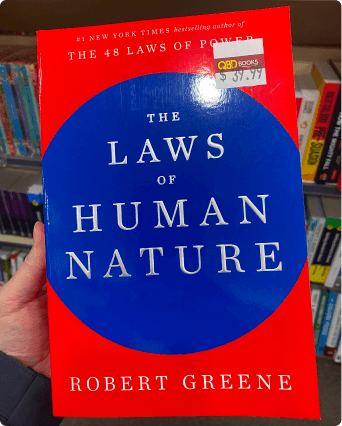 #1 NEW YORK TIMES bestselling author of
THE 48 LAWS OF POWER
QBD BOOKS
$ 39.99
THE
LAWS
OF
HUMAN
NATURE
ROBERT GREENE